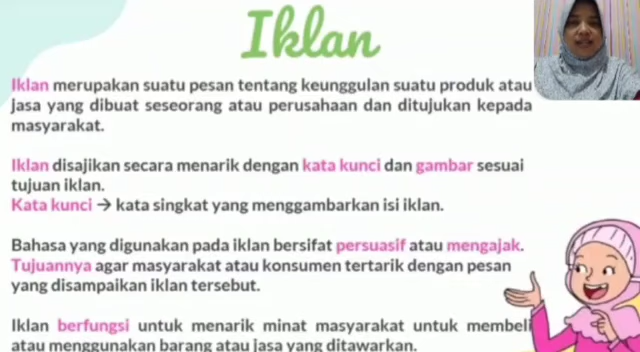 Iklan
Iklan merupakan suatu pesan tentang keunggulan suatu produk atau
jasa yang dibuat seseorang atau perusahaan dan ditujukan kepada
masyarakat.
Iklan disajikan secara menarik dengan kata kunci dan gambar sesuai
tujuan iklan.
Kata kunci → kata singkat yang menggambarkan isi iklan.
Bahasa yang digunakan pada iklan bersifat persuasif atau mengajak.
Tujuannya agar masyarakat atau konsumen tertarik dengan pesan
yang disampaikan iklan tersebut.
Iklan berfungsi untuk menarik minat masyarakat untuk membeli
atau menggunakan barang atau jasa yang ditawarkan.